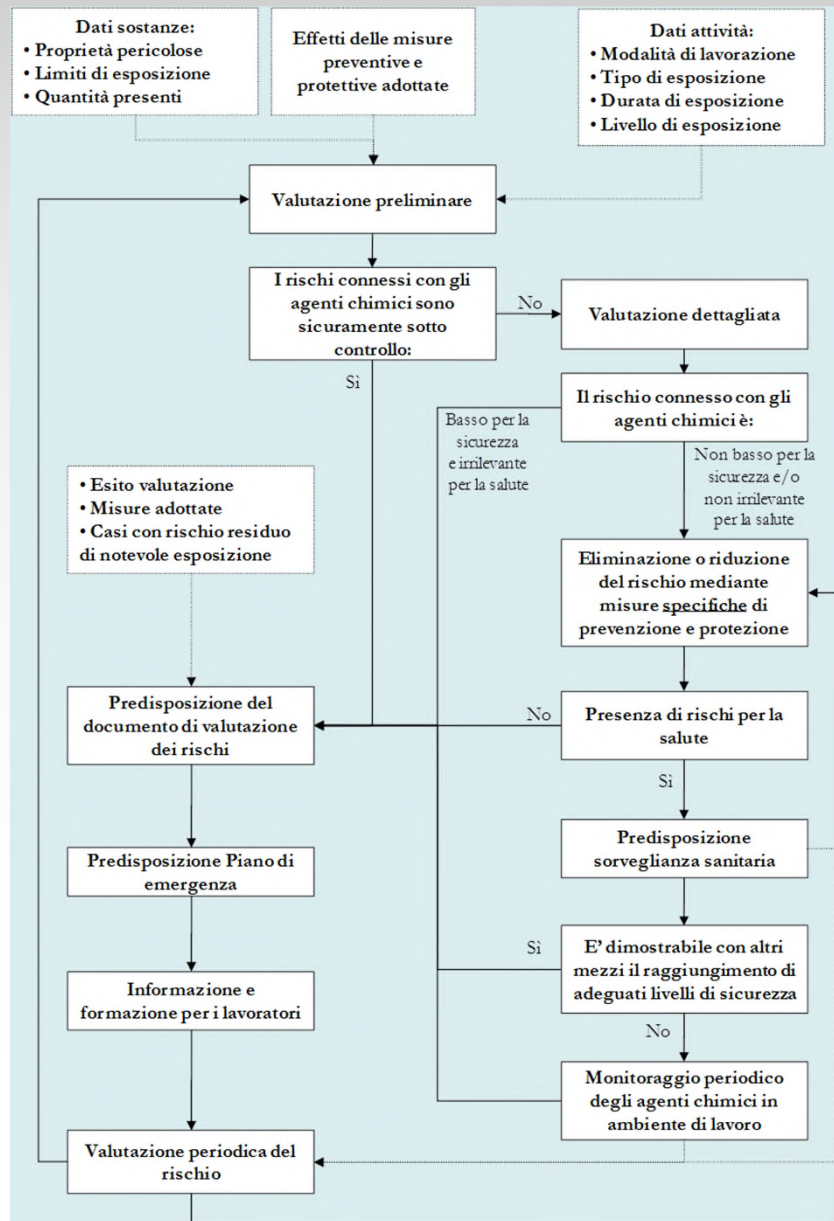 Dati sostanze:
• Proprietà pericolose
• Limiti di esposizione
• Quantità presenti
Effetti delle misure
preventive e
protettive adottate
Dati attività:
• Modalità di lavorazione
• Tipo di esposizione
• Durata di esposizione
• Livello di esposizione
Valutazione preliminare
I rischi connessi con gli
agenti chimici sono
sicuramente sotto
controllo:
No
Valutazione dettagliata
Sì
Il rischio connesso con gli
agenti chimici è:
Basso per la
sicurezza
e irrilevante
per la salute
Non basso per la
sicurezza e/o
non irrilevante
per la salute
• Esito valutazione
• Misure adottate
• Casi con rischio residuo
di notevole esposizione
Eliminazione o riduzione
del rischio mediante
misure specifiche di
prevenzione e protezione
Predisposizione del
documento di valutazione
dei rischi
No
Presenza di rischi per la
salute
Sì
Predisposizione
sorveglianza sanitaria
Predisposizione Piano di
emergenza
Sì
E' dimostrabile con altri
mezzi il raggiungimento di
adeguati livelli di sicurezza
Informazione e
formazione per i lavoratori
No
Monitoraggio periodico
degli agenti chimici in
ambiente di lavoro
Valutazione periodica del
rischio